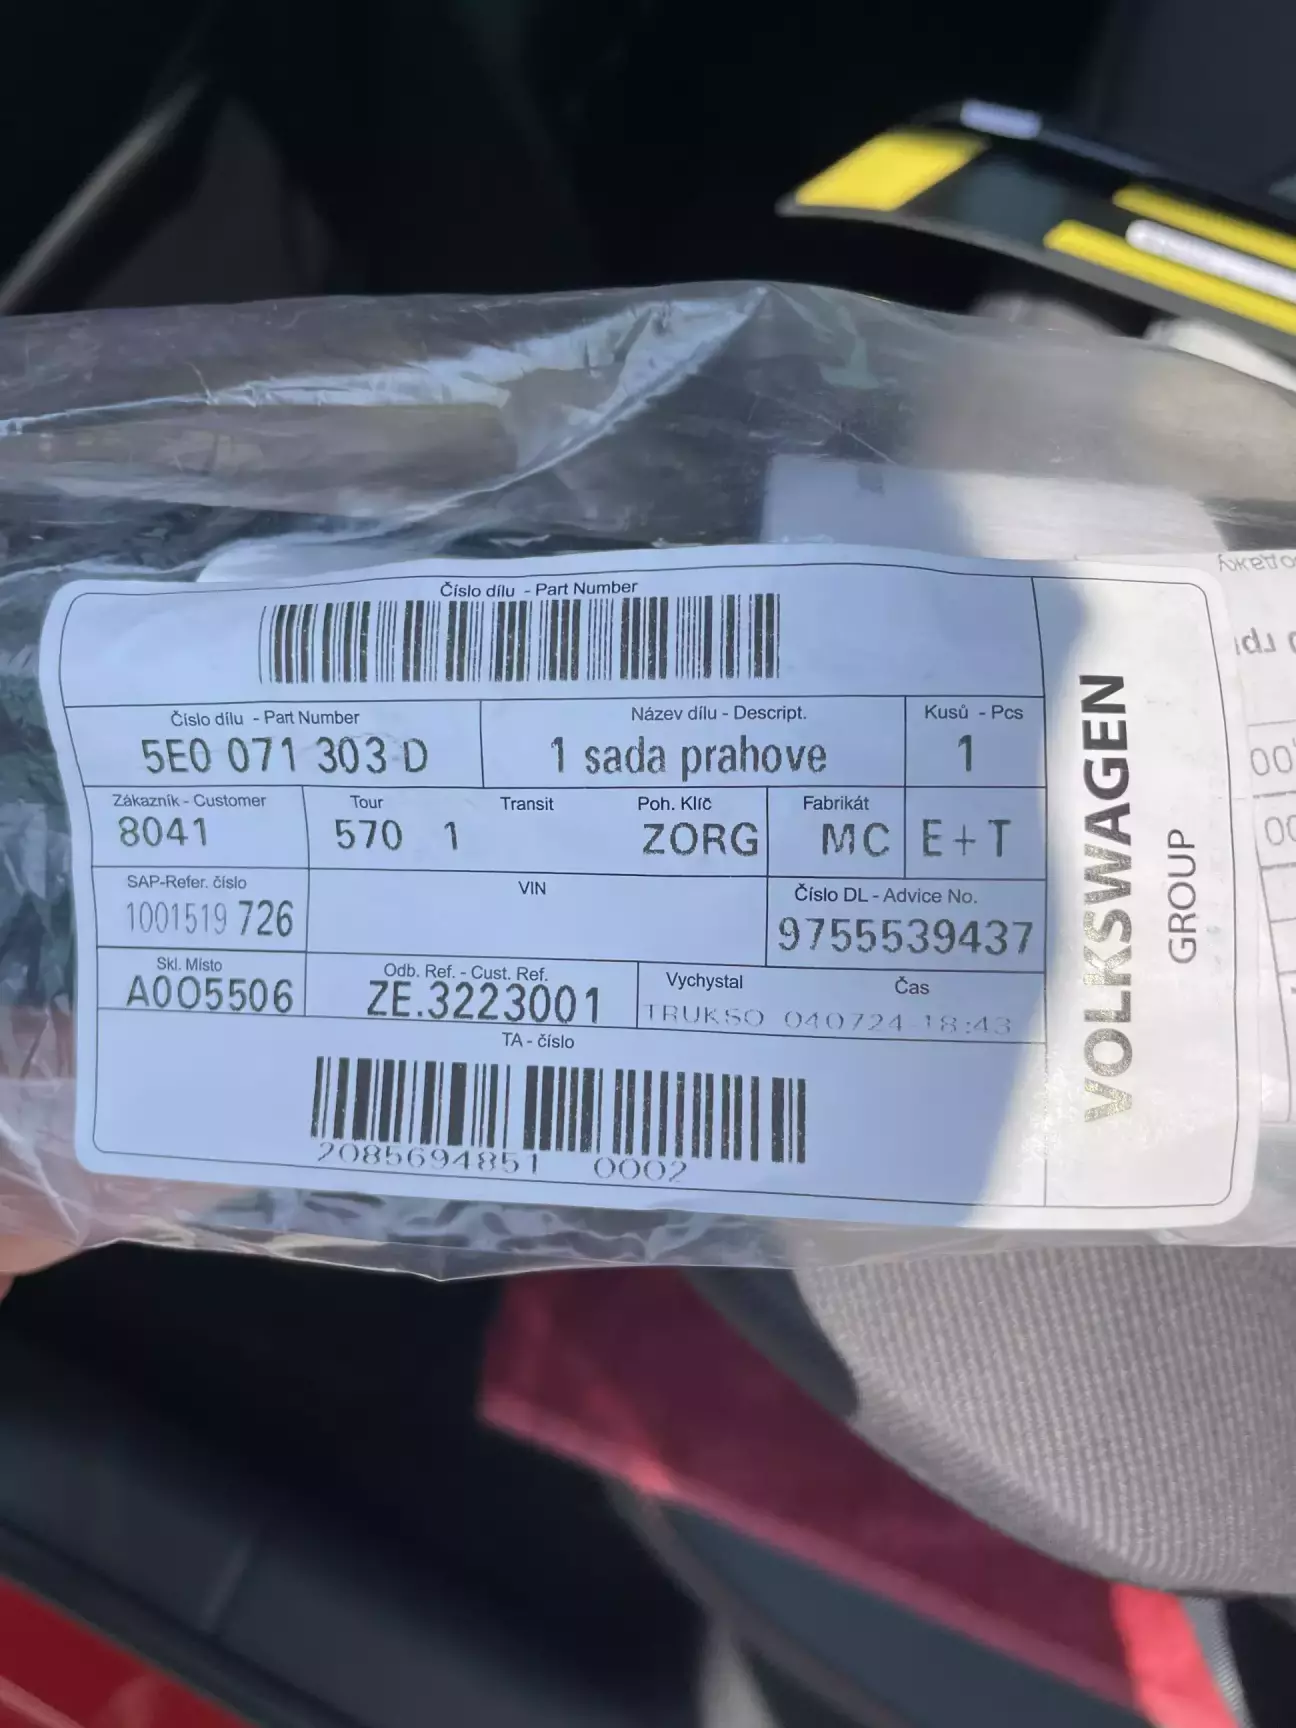 Číslo dílu - Part Number
Číslo dílu - Part Number
5E0 071 303 D
Název dílu - Descript.
1 sada prahove
Kusů - Pcs
1
Zákazník - Customer
8041
Tour
570 1
Transit
Poh. Klíč
ZORG
Fabrikát
MC
E+T
SAP-Refer. číslo
1001519 726
VIN
Číslo DL - Advice No.
9755539437
Skl. Místo
A005506
Odb. Ref. - Cust. Ref.
ZE.3223001
Vychystal
Čas
TRUKSO 040724 18:43
TA - číslo
2085694851 0002
VOLKSWAGEN
GROUP